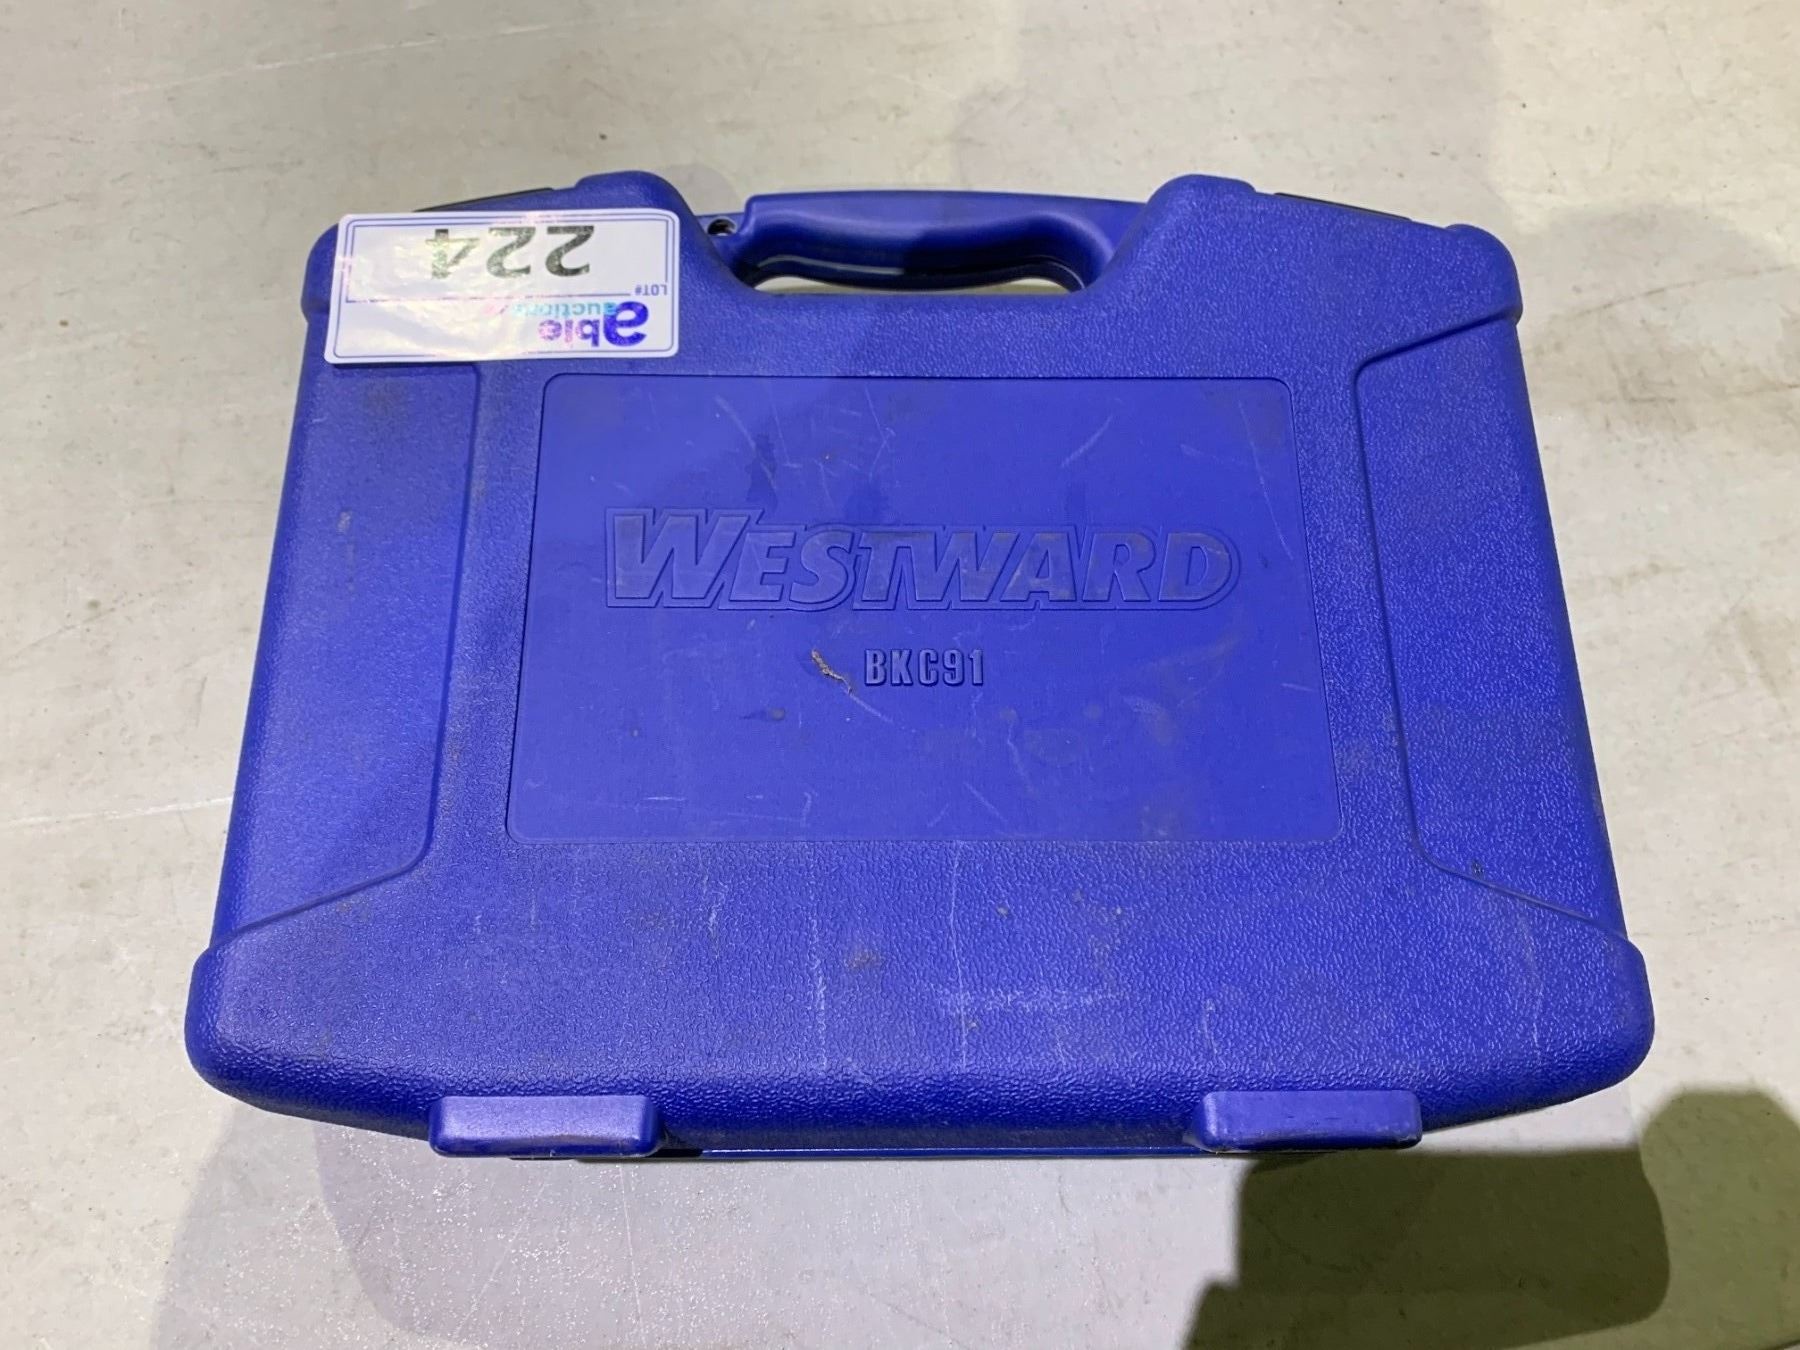 able
auctions
LOT#
224
WESTWARD
BKC91